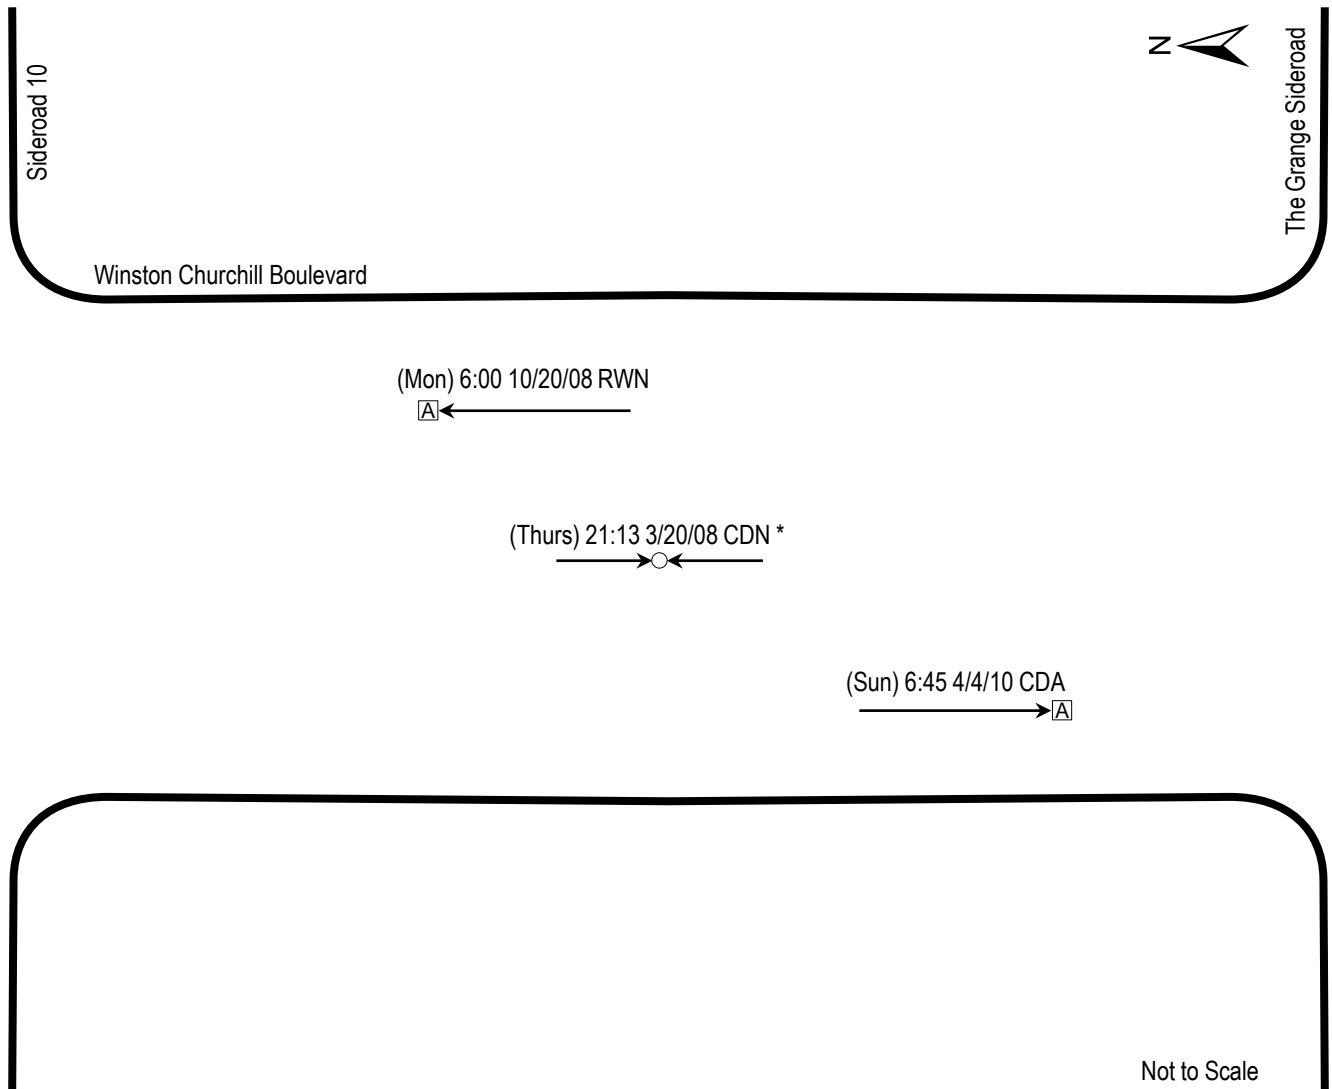 N
Sideroad 10
The Grange Sideroad
Winston Churchill Boulevard
(Mon) 6:00 10/20/08 RWN
A
(Thurs) 21:13 3/20/08 CDN *
(Sun) 6:45 4/4/10 CDA
A
Not to Scale